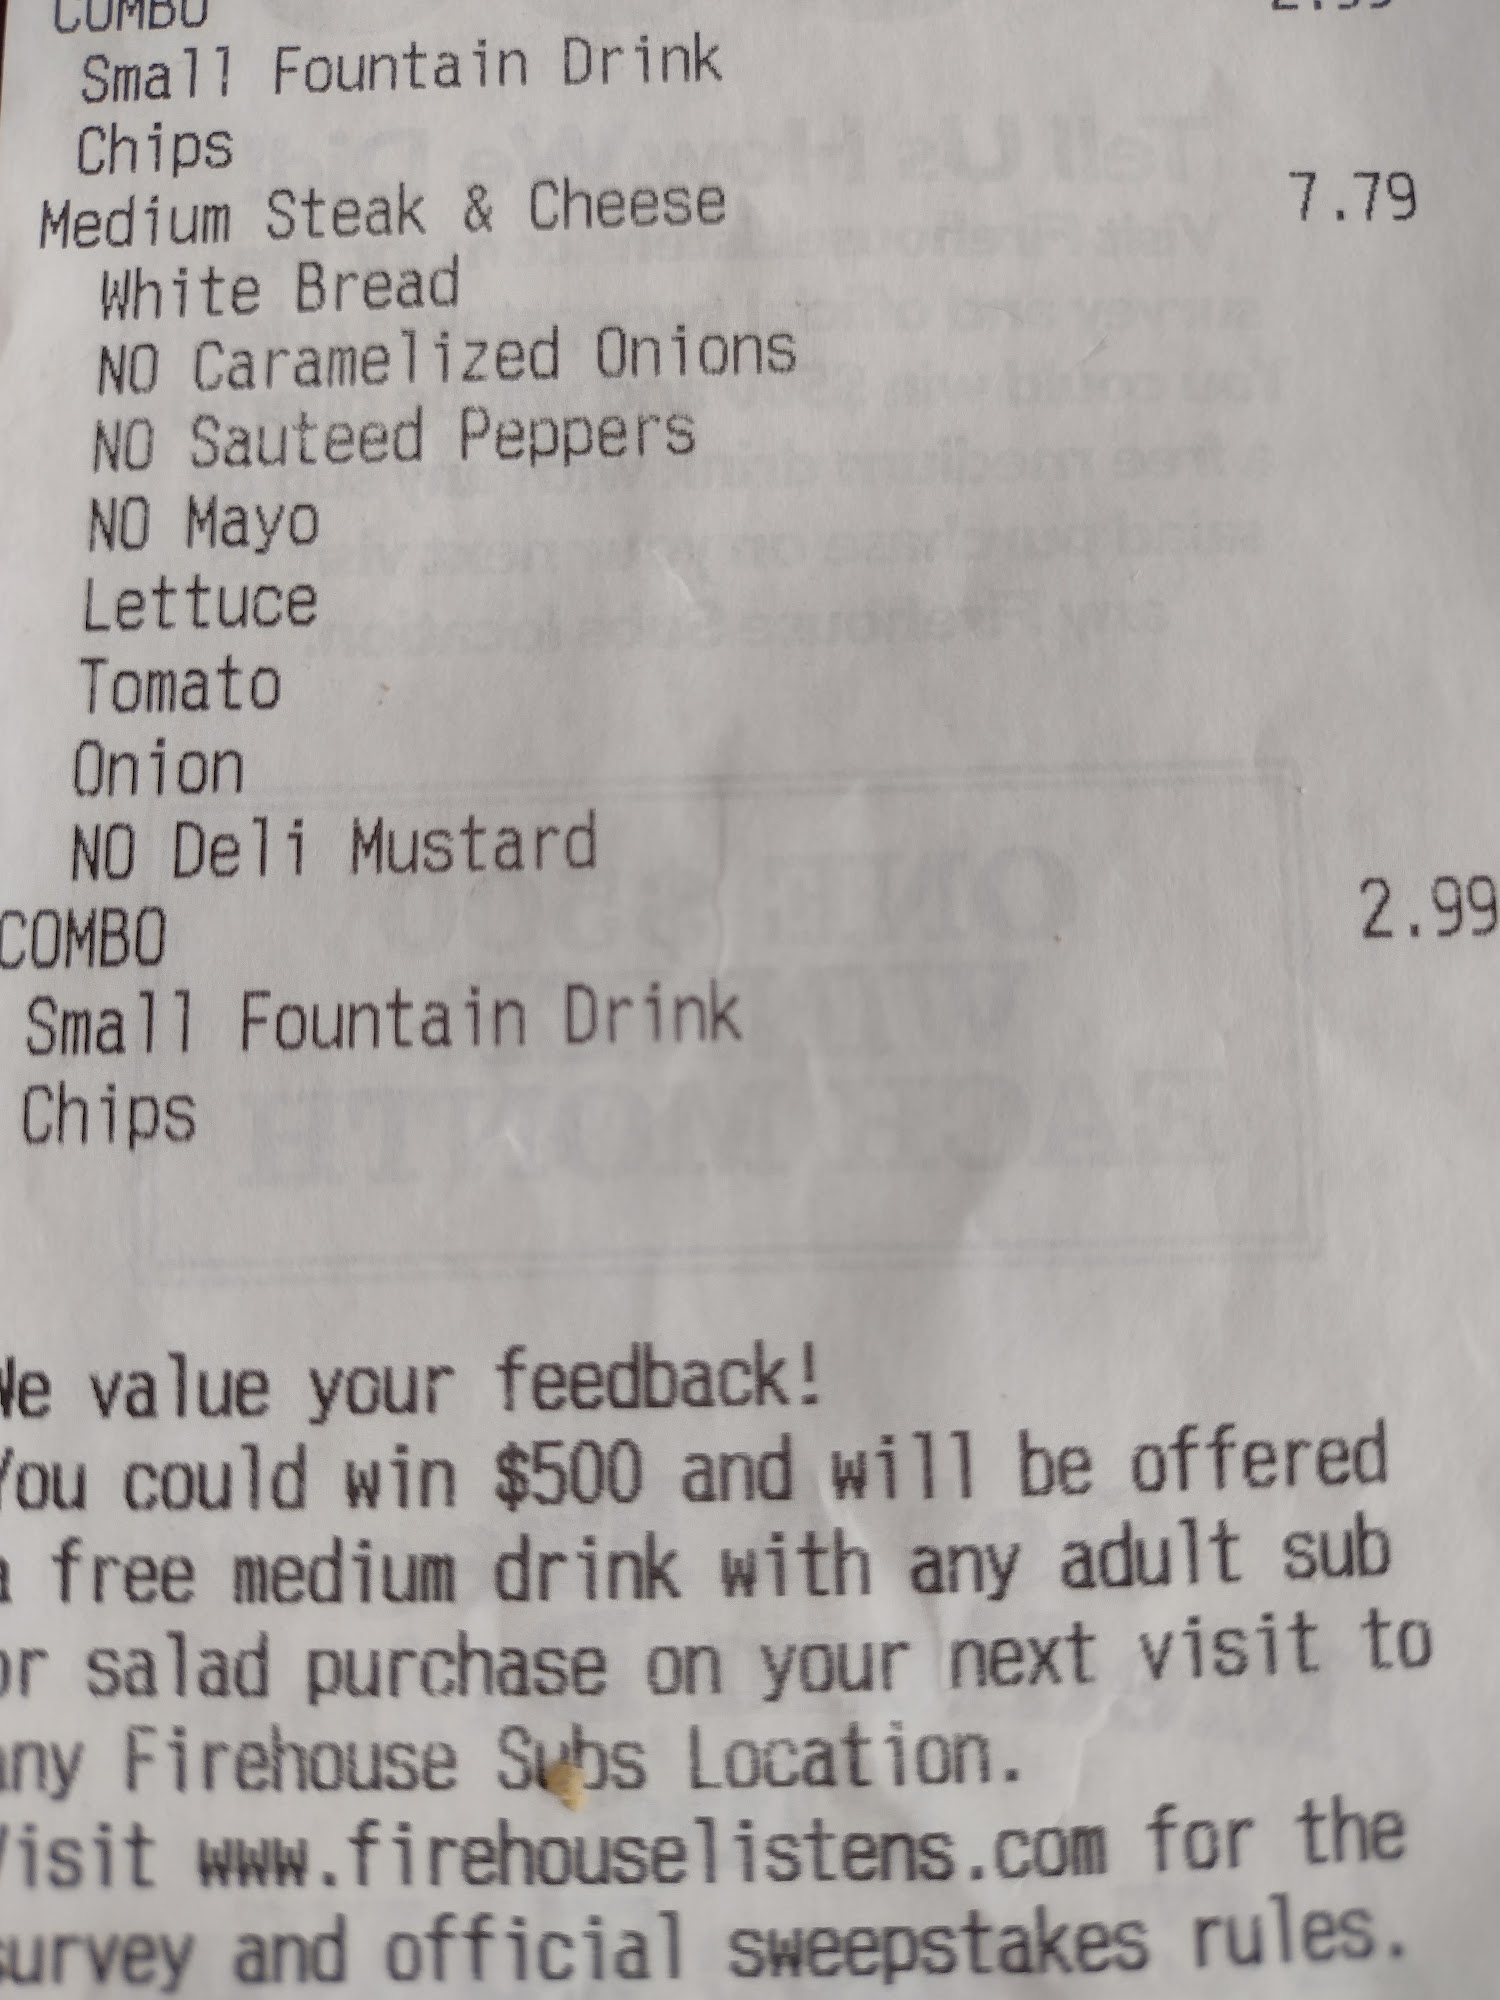 COMBO 2.99
Small Fountain Drink
Chips
Medium Steak & Cheese 7.79
White Bread
NO Caramelized Onions
NO Sauteed Peppers
NO Mayo
Lettuce
Tomato
Onion
NO Deli Mustard
COMBO 2.99
Small Fountain Drink
Chips
We value your feedback!
You could win $500 and will be offered
a free medium drink with any adult sub
or salad purchase on your next visit to
any Firehouse Subs Location.
Visit www.firehouselistens.com for the
survey and official sweepstakes rules.